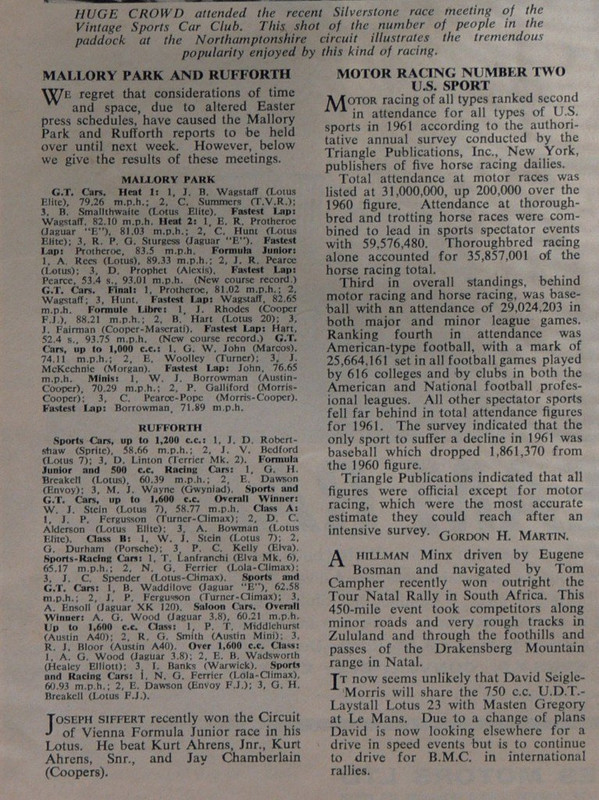 HUGE CROWD attended the recent Silverstone race meeting of the
Vintage Sports Car Club. This shot of the number of people in the
paddock at the Northamptonshire circuit illustrates the tremendous
popularity enjoyed by this kind of racing.
MALLORY PARK AND RUFFORTH
WE regret that considerations of time
and space, due to altered Easter
press schedules, have caused the Mallory
Park and Rufforth reports to be held
over until next week. However, below
we give the results of these meetings.
MALLORY PARK
G.T. Cars, Heat 1: 1, J. B. Wagstaff (Lotus
Elite), 79.26 m.p.h.; 2, C. Summers (T.V.R.);
3, B. Smallthwaite (Lotus Elite). Fastest Lap:
Wagstaff, 82.10 m.p.h. Heat 2: 1, E. R. Protheroe
(Jaguar "E"), 81.03 m.p.h.; 2, C. Hunt (Lotus
Elite); 3, R. P. G. Sturgess (Jaguar "E"). Fastest
Lap: Protheroe, 83.5 m.p.h. Formula Junior:
1, A. Rees (Lotus), 89.33 m.p.h.; 2, J. R. Pearce
(Lotus); 3, D. Prophet (Alexis). Fastest Lap:
Pearce, 53.4 s., 93.01 m.p.h. (New course record.)
G.T. Cars. Final: 1, Protheroe, 81.02 m.p.h.; 2,
Wagstaff; 3, Hunt. Fastest Lap: Wagstaff, 82.65
m.p.h. Formule Libre: 1, J. Rhodes (Cooper
F.J.), 88.21 m.p.h.; 2, B. Hart (Lotus 20); 3,
J. Fairman (Cooper-Maserati). Fastest Lap: Hart,
52.4 s., 93.75 m.p.h. (New course record.) G.T.
Cars, up to 1,000 c.c.: 1, G. W. John (Marcos),
74.11 m.p.h.; 2, E. Woolley (Turner); 3, J.
McKechnie (Morgan). Fastest Lap: John, 76.65
m.p.h. Minis: 1, W. J. Borrowman (Austin-
Cooper), 70.29 m.p.h.; 2, P. Galliford (Morris-
Cooper); 3, C. Pearce-Pope (Morris-Cooper).
Fastest Lap: Borrowman, 71.89 m.p.h.
RUFFORTH
Sports Cars, up to 1,200 c.c.: 1, J. D. Robert-
shaw (Sprite), 58.66 m.p.h.; 2, J. V. Bedford
(Lotus 7); 3, D. Linton (Terrier Mk. 2). Formula
Junior and 500 c.c. Racing Cars: 1, G. H.
Breakell (Lotus), 60.39 m.p.h.; 2, E. Dawson
(Envoy); 3, M. J. Wayne (Gwyniad). Sports and
G.T. Cars, up to 1,600 c.c. Overall Winner:
W. J. Stein (Lotus 7), 58.77 m.p.h. Class A:
1, J. P. Fergusson (Turner-Climax); 2, D. C.
Alderson (Lotus Elite); 3, A. Bowman (Lotus
Elite). Class B: 1, W. J. Stein (Lotus 7); 2,
G. Durham (Porsche); 3, P. C. Kelly (Elva).
Sports-Racing Cars: 1, T. Lanfranchi (Elva Mk. 6),
65.17 m.p.h.; 2, N. G. Ferrier (Lola-Climax);
3, J. C. Spender (Lotus-Climax). Sports and
G.T. Cars: 1, B. Waddilove (Jaguar "E"), 62.58
m.p.h.; 2, J. P. Fergusson (Turner-Climax); 3,
A. Ensoll (Jaguar XK 120). Saloon Cars. Overall
Winner: A. G. Wood (Jaguar 3.8), 60.21 m.p.h.
Up to 1,600 c.c. Class: 1, P. T. Middlehurst
(Austin A40); 2, R. G. Smith (Austin Mini); 3,
R. J. Bloor (Austin A40). Over 1,600 c.c. Class:
1, A. G. Wood (Jaguar 3.8); 2, E. B. Wadsworth
(Healey Elliott); 3, I. Banks (Warwick). Sports
and Racing Cars: 1, N. G. Ferrier (Lola-Climax),
60.93 m.p.h.; 2, E. Dawson (Envoy F.J.); 3, G. H.
Breakell (Lotus F.J.).
JOSEPH SIFFERT recently won the Circuit
of Vienna Formula Junior race in his
Lotus. He beat Kurt Ahrens, Jnr., Kurt
Ahrens, Snr., and Jay Chamberlain
(Coopers).
MOTOR RACING NUMBER TWO
U.S. SPORT
MOTOR racing of all types ranked second
in attendance for all types of U.S.
sports in 1961 according to the authori-
tative annual survey conducted by the
Triangle Publications, Inc., New York,
publishers of five horse racing dailies.
Total attendance at motor races was
listed at 31,000,000, up 200,000 over the
1960 figure. Attendance at thorough-
bred and trotting horse races were com-
bined to lead in sports spectator events
with 59,576,480. Thoroughbred racing
alone accounted for 35,857,001 of the
horse racing total.
Third in overall standings, behind
motor racing and horse racing, was base-
ball with an attendance of 29,024,203 in
both major and minor league games.
Ranking fourth in attendance was
American-type football, with a mark of
25,664,161 set in all football games played
by 616 colleges and by clubs in both the
American and National football profes-
ional leagues. All other spectator sports
fell far behind in total attendance figures
for 1961. The survey indicated that the
only sport to suffer a decline in 1961 was
baseball which dropped 1,861,370 from
the 1960 figure.
Triangle Publications indicated that all
figures were official except for motor
racing, which were the most accurate
estimate they could reach after an
intensive survey. GORDON H. MARTIN.
A HILLMAN Minx driven by Eugene
Bosman and navigated by Tom
Campher recently won outright the
Tour Natal Rally in South Africa. This
450-mile event took competitors along
minor roads and very rough tracks in
Zululand and through the foothills and
passes of the Drakensberg Mountain
range in Natal.
IT now seems unlikely that David Seigle-
Morris will share the 750 c.c. U.D.T.-
Laystall Lotus 23 with Masten Gregory
at Le Mans. Due to a change of plans
David is now looking elsewhere for a
drive in speed events but is to continue
to drive for B.M.C. in international
rallies.